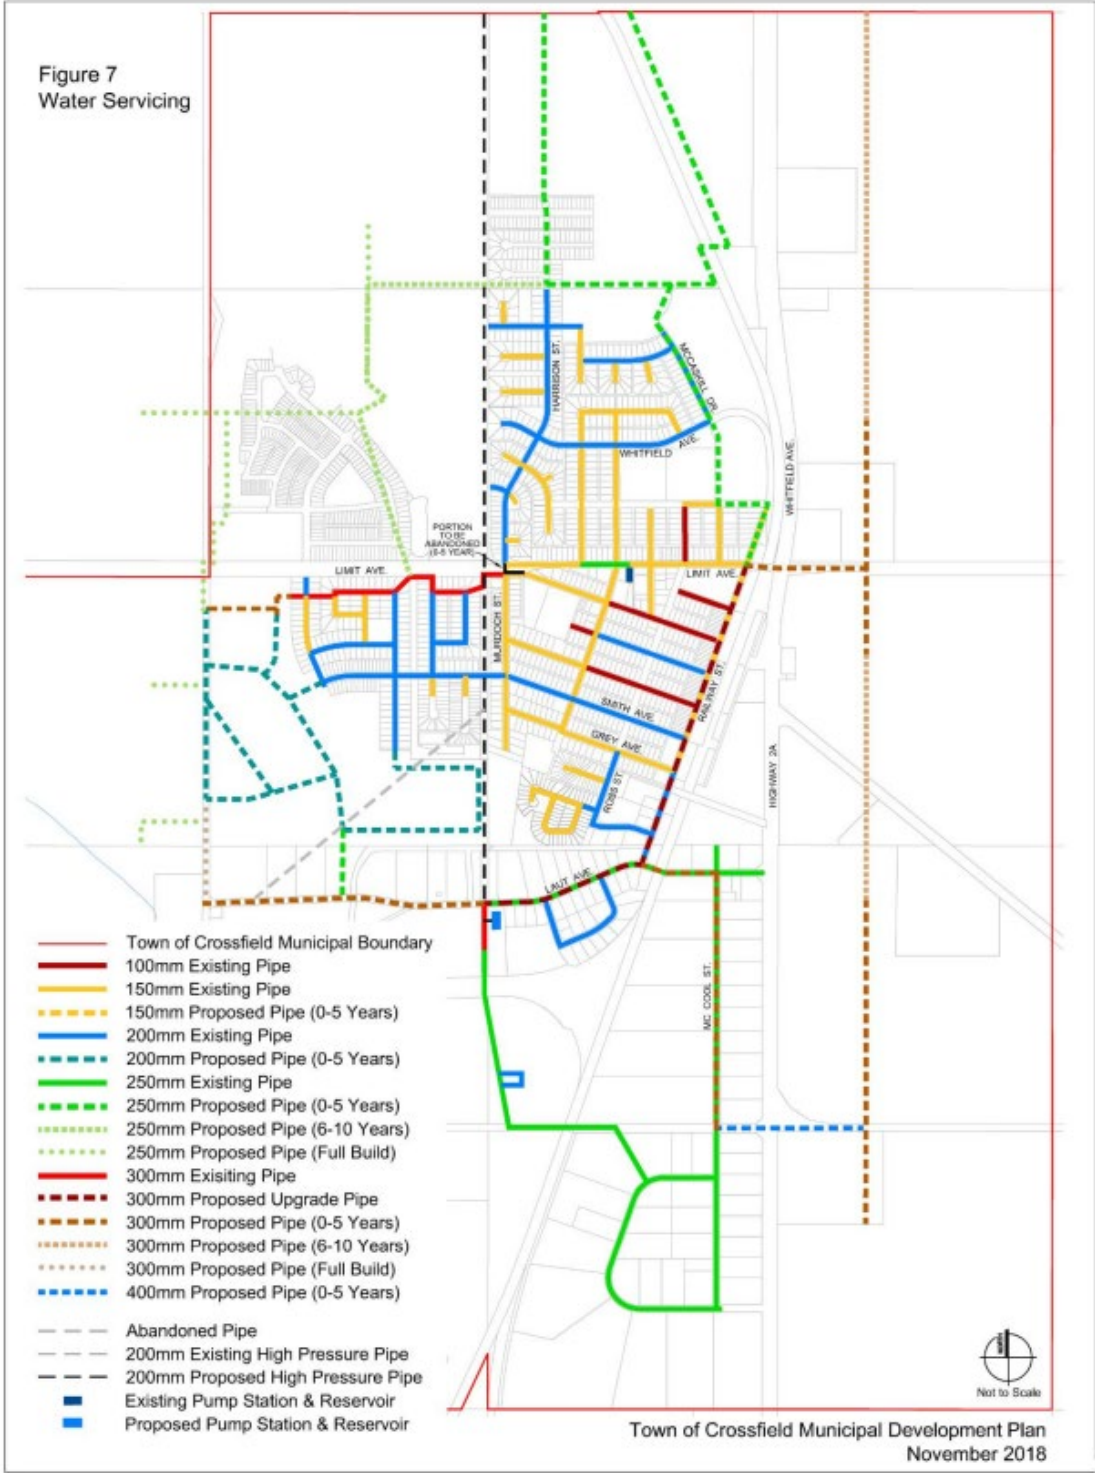 Figure 7
Water Servicing
HARRISON ST.
MCCASKILL DR.
WHITFIELD AVE.
WHITFIELD AVE.
PORTION
TO BE
ABANDONED
(0-5 YEAR)
LIMIT AVE.
LIMIT AVE.
MURDOCH ST.
RAILWAY ST.
SMITH AVE.
GREY AVE.
ROSS ST.
HIGHWAY 2A
LAUT AVE.
MC COOL ST.
Town of Crossfield Municipal Boundary
100mm Existing Pipe
150mm Existing Pipe
150mm Proposed Pipe (0-5 Years)
200mm Existing Pipe
200mm Proposed Pipe (0-5 Years)
250mm Existing Pipe
250mm Proposed Pipe (0-5 Years)
250mm Proposed Pipe (6-10 Years)
250mm Proposed Pipe (Full Build)
300mm Exisiting Pipe
300mm Proposed Upgrade Pipe
300mm Proposed Pipe (0-5 Years)
300mm Proposed Pipe (6-10 Years)
300mm Proposed Pipe (Full Build)
400mm Proposed Pipe (0-5 Years)
Abandoned Pipe
200mm Existing High Pressure Pipe
200mm Proposed High Pressure Pipe
Existing Pump Station & Reservoir
Proposed Pump Station & Reservoir
Not to Scale
Town of Crossfield Municipal Development Plan
November 2018